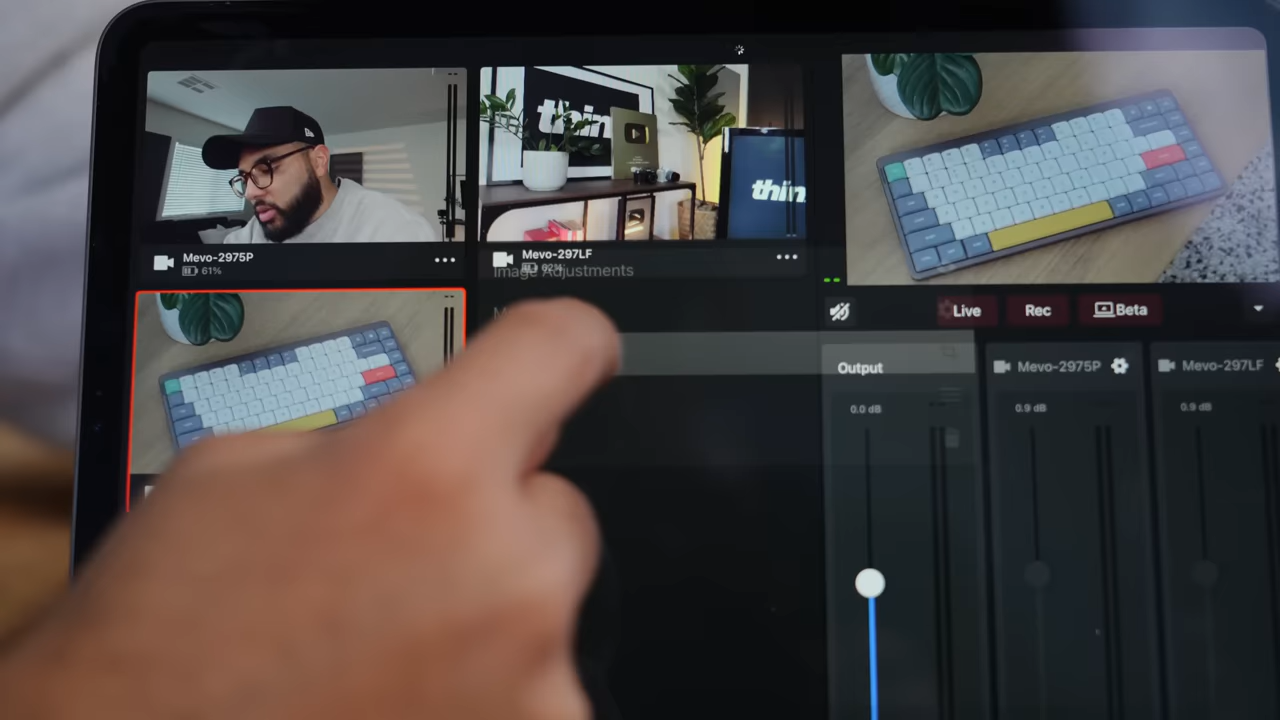 thin
thin
Mevo-2975P
61%
Mevo-297LF
Image Adjustments
Live
Rec
Beta
Output
Mevo-2975P
Mevo-297LF
0.0 dB
0.9 dB
0.9 dB